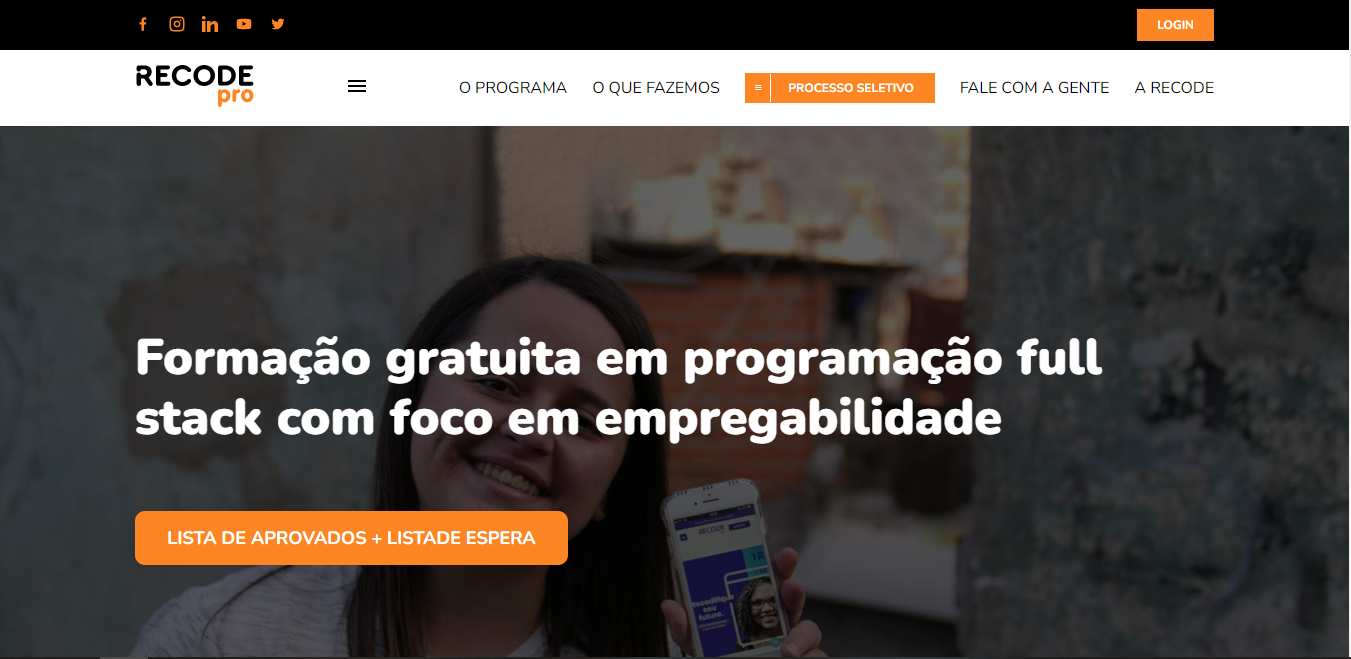 LOGIN
RECODE
pro
O PROGRAMA
O QUE FAZEMOS
PROCESSO SELETIVO
FALE COM A GENTE
A RECODE
Formação gratuita em programação full
stack com foco em empregabilidade
LISTA DE APROVADOS + LISTADE ESPERA
RECODE
Recodifique
seu
futuro.